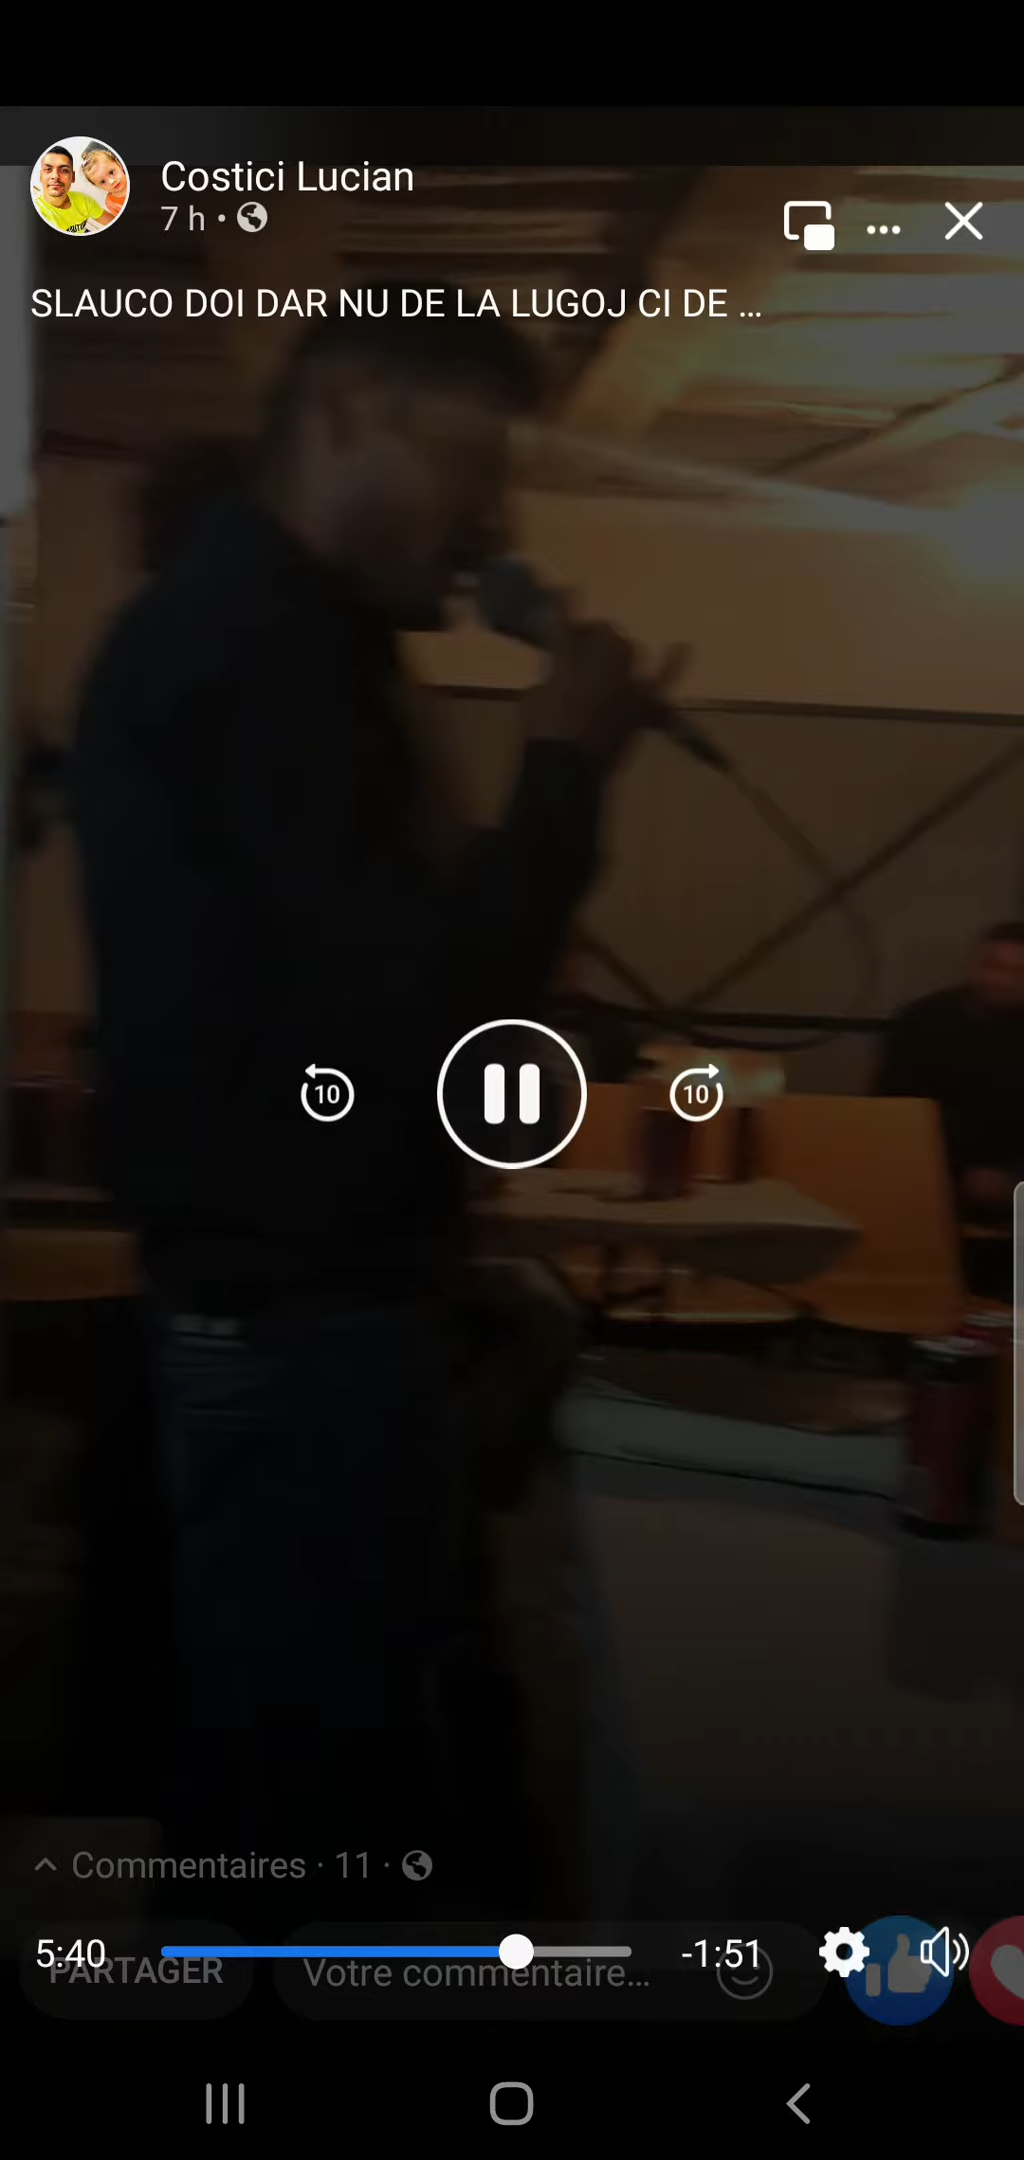 Costici Lucian
7 h ·
SLAUCO DOI DAR NU DE LA LUGOJ CI DE ...
10
10
Commentaires · 11 ·
5:40
-1:51
PARTAGER
Votre commentaire...